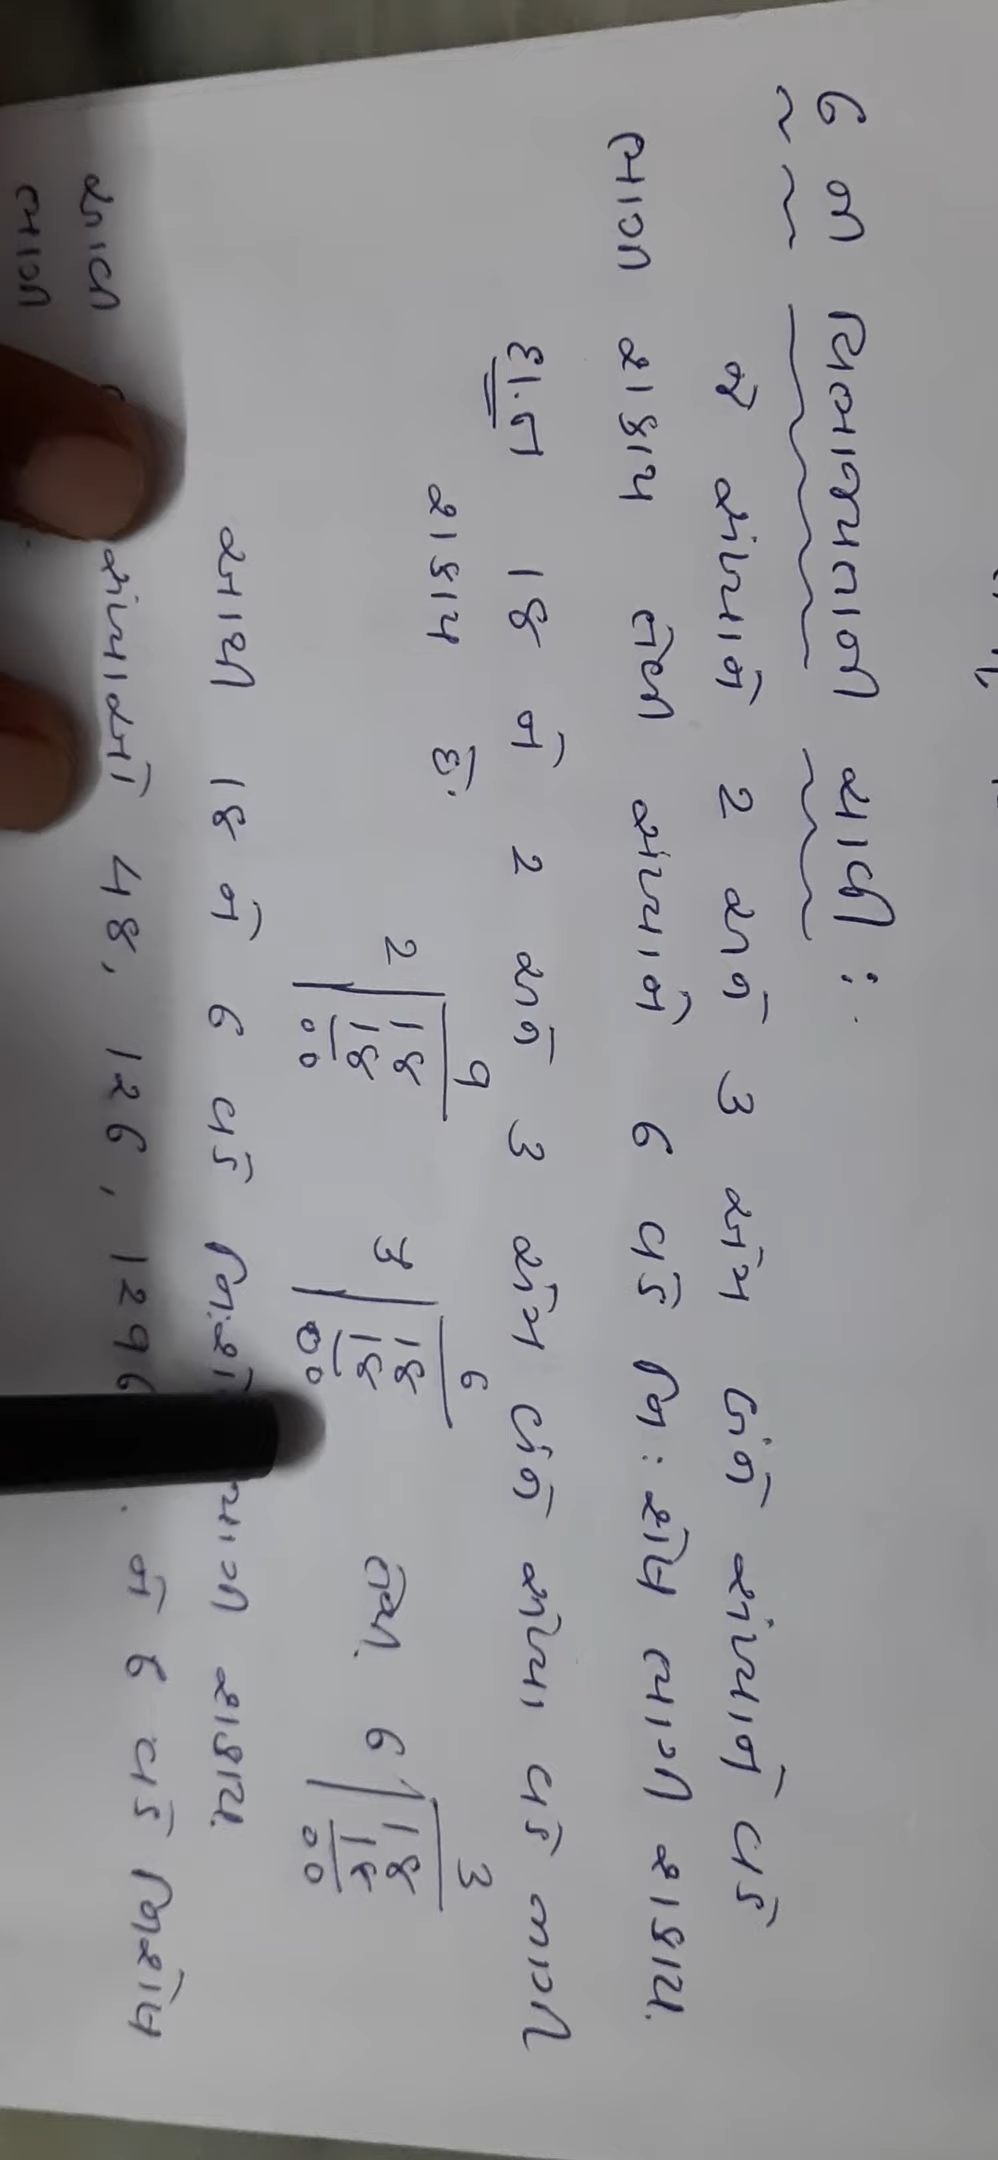 6 ની વિભાજ્યતાની ચાવી :
જે સંખ્યાને 2 અને 3 એમ બંને સંખ્યાને વડે
ભાગી શકાય તેવી સંખ્યાને 6 વડે નિ:શેષ ભાગી શકાય.
દા.ત 18 ને 2 અને 3 એમ બંને સંખ્યા વડે ભાગી
શકાય છે.
9 6 3
2 18 3 18 તેથી 6 18
18 18 18
00 00 00
આથી 18 ને 6 વડે ભાગી શકાય.
આવી સંખ્યાઓ 48, 126, 1296 ને 6 વડે નિઃશેષ
ભાગી